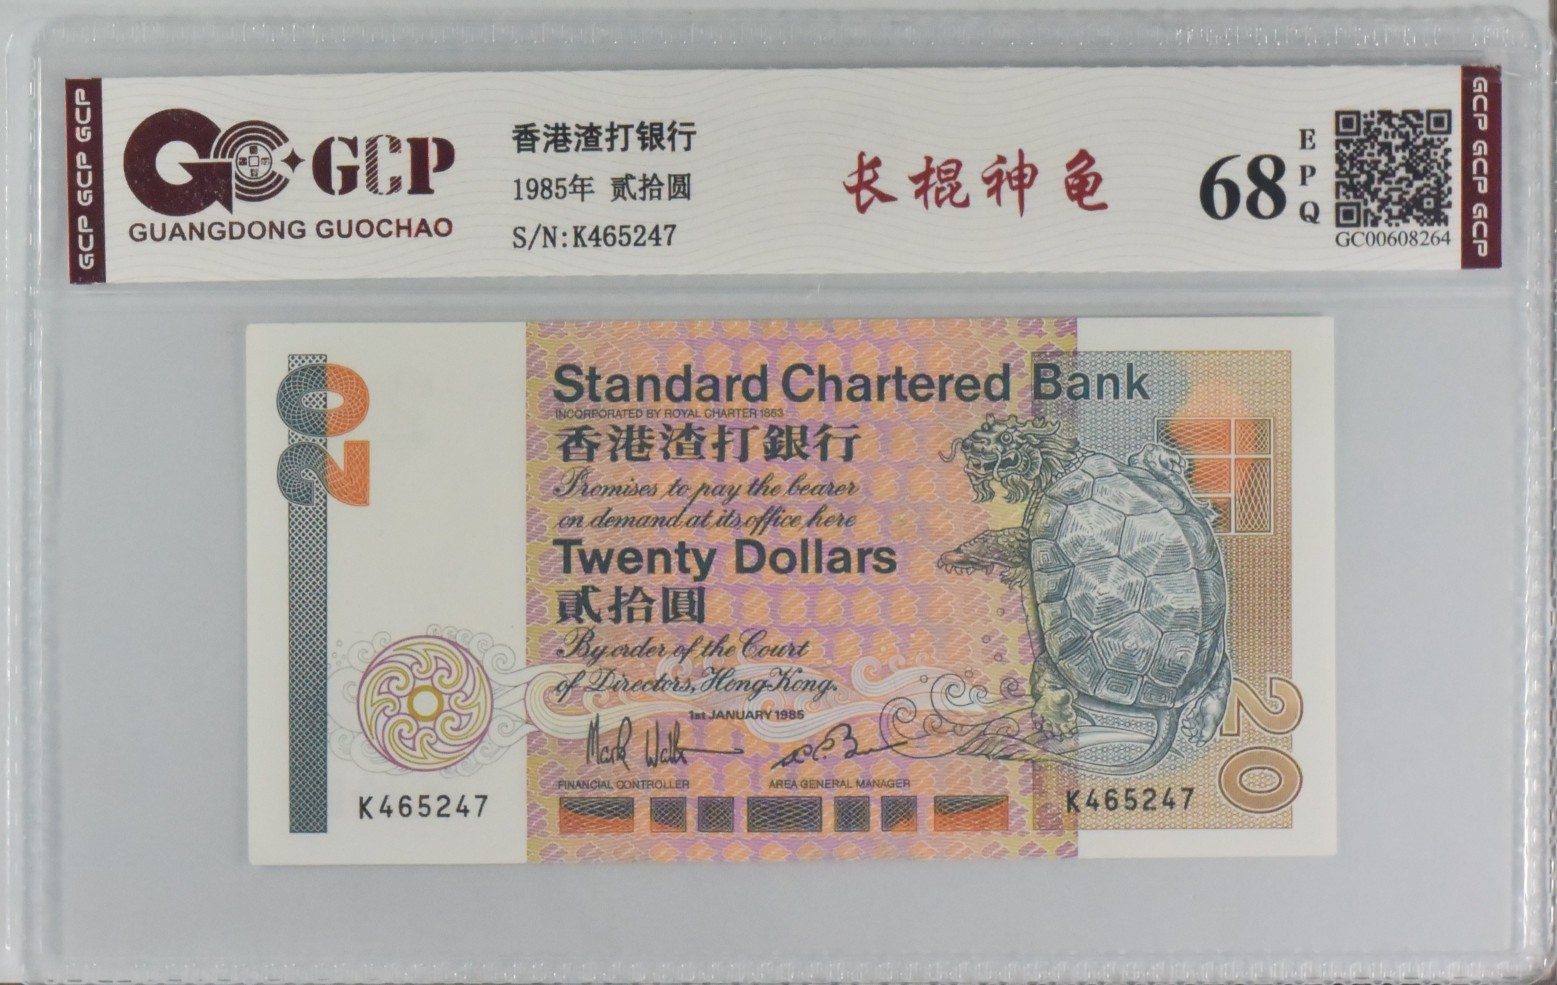 GCP GCP GCP
GCP
GUANGDONG GUOCHAO
香港渣打银行
1985年 贰拾圆
S/N:K465247
长棍神龟
68
EPQ
GC00608264
GCP GCP GCP
20
Standard Chartered Bank
INCORPORATED BY ROYAL CHARTER 1853
香港渣打銀行
Promises to pay the bearer
on demand at its office here
Twenty Dollars
貳拾圓
By order of the Court
of Directors, Hong Kong.
1st JANUARY 1985
FINANCIAL CONTROLLER
AREA GENERAL MANAGER
K465247
K465247
20